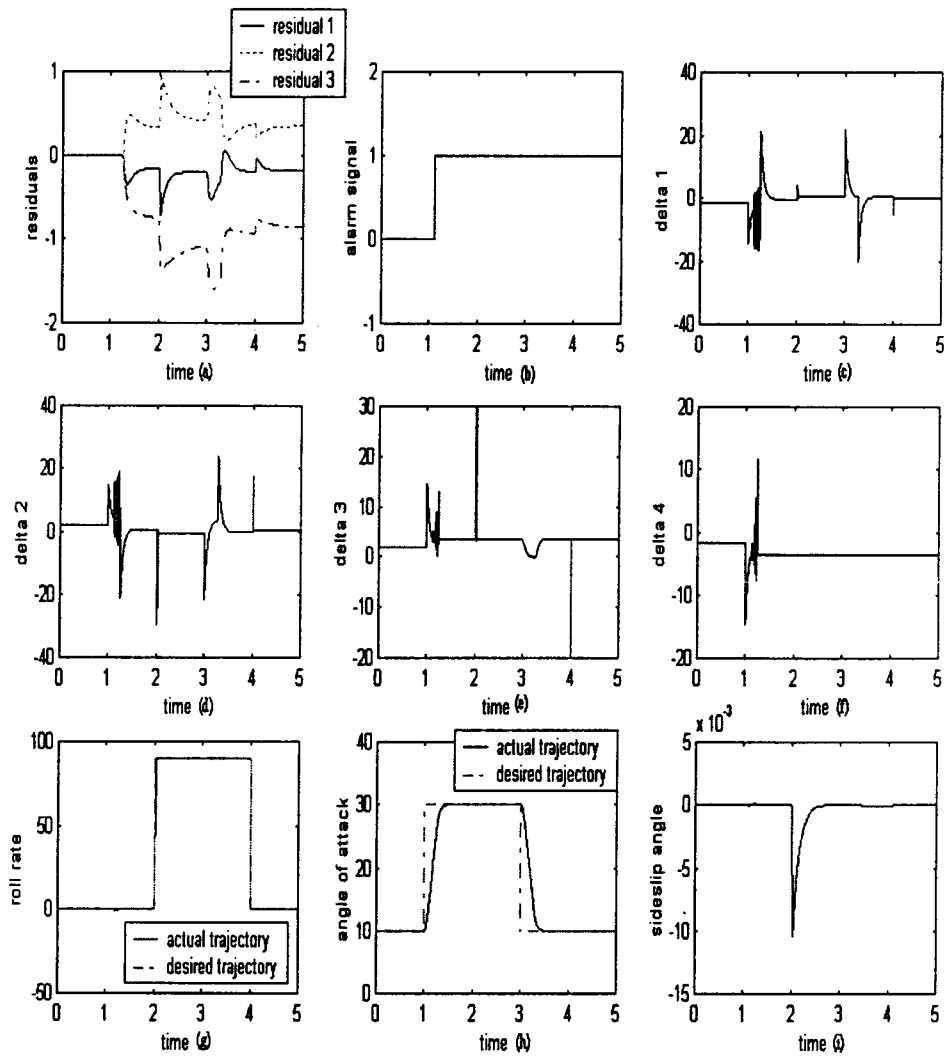 residual 1
residual 2
residual 3
1
0
-1
-2
residuals
0 1 2 3 4 5
time (a)
2
1
0
-1
alarm signal
0 1 2 3 4 5
time (b)
40
20
0
-20
-40
delta 1
0 1 2 3 4 5
time (c)
40
20
0
-20
-40
delta 2
0 1 2 3 4 5
time (d)
30
20
10
0
-10
-20
delta 3
0 1 2 3 4 5
time (e)
20
10
0
-10
-20
delta 4
0 1 2 3 4 5
time (f)
100
50
0
-50
roll rate
actual trajectory
desired trajectory
0 1 2 3 4 5
time (g)
40
30
20
10
0
angle of attack
actual trajectory
desired trajectory
0 1 2 3 4 5
time (h)
x 10-3
5
0
-5
-10
-15
sideslip angle
0 1 2 3 4 5
time (i)